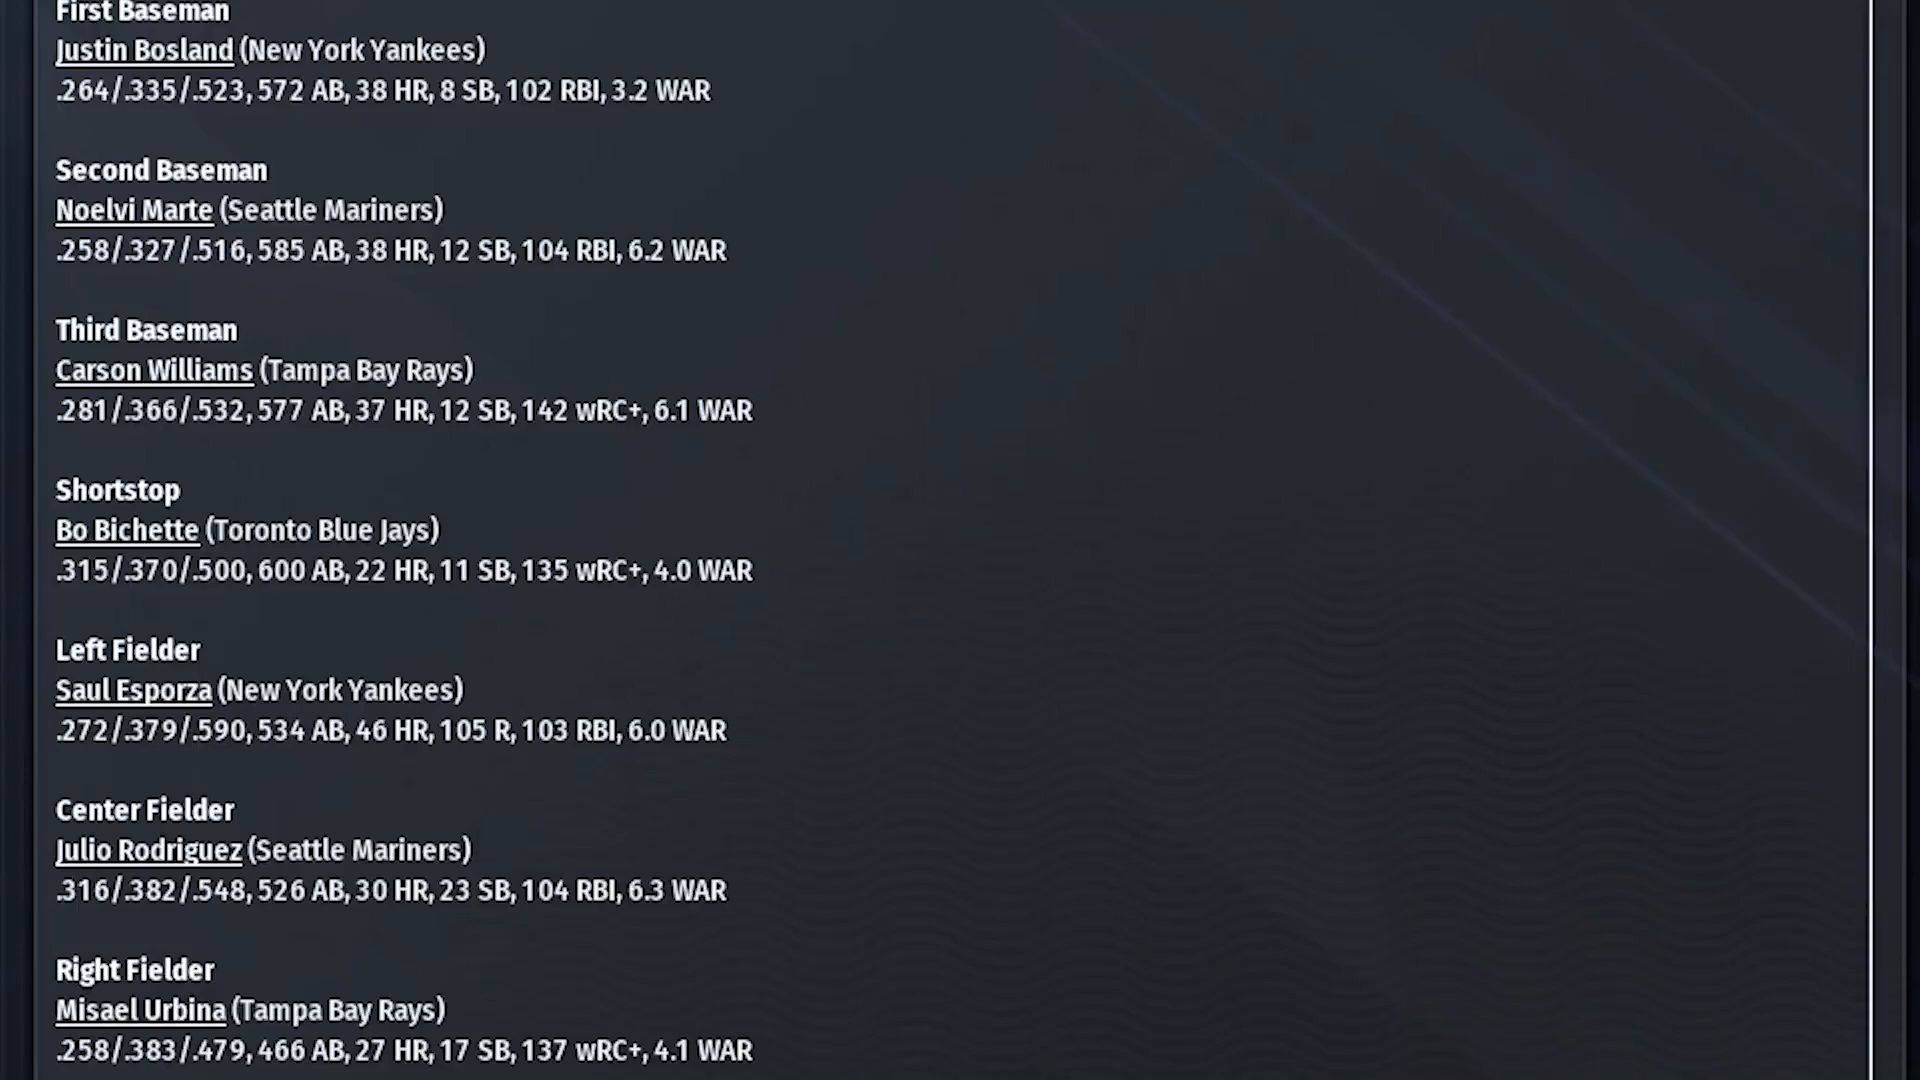 First Baseman
Justin Bosland (New York Yankees)
.264/.335/.523, 572 AB, 38 HR, 8 SB, 102 RBI, 3.2 WAR
Second Baseman
Noelvi Marte (Seattle Mariners)
.258/.327/.516, 585 AB, 38 HR, 12 SB, 104 RBI, 6.2 WAR
Third Baseman
Carson Williams (Tampa Bay Rays)
.281/.366/.532, 577 AB, 37 HR, 12 SB, 142 wRC+, 6.1 WAR
Shortstop
Bo Bichette (Toronto Blue Jays)
.315/.370/.500, 600 AB, 22 HR, 11 SB, 135 wRC+, 4.0 WAR
Left Fielder
Saul Esporza (New York Yankees)
.272/.379/.590, 534 AB, 46 HR, 105 R, 103 RBI, 6.0 WAR
Center Fielder
Julio Rodriguez (Seattle Mariners)
.316/.382/.548, 526 AB, 30 HR, 23 SB, 104 RBI, 6.3 WAR
Right Fielder
Misael Urbina (Tampa Bay Rays)
.258/.383/.479, 466 AB, 27 HR, 17 SB, 137 wRC+, 4.1 WAR